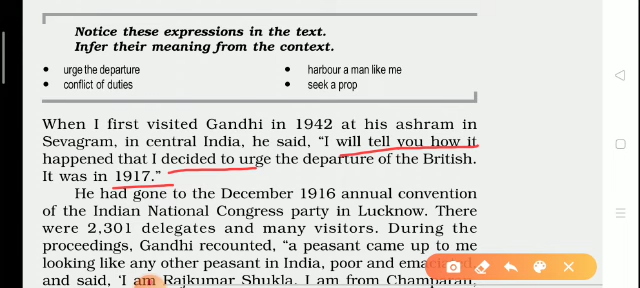 Notice these expressions in the text.
Infer their meaning from the context.
• urge the departure
• harbour a man like me
• conflict of duties
• seek a prop
When I first visited Gandhi in 1942 at his ashram in
Sevagram, in central India, he said, “I will tell you how it
happened that I decided to urge the departure of the British.
It was in 1917.”
He had gone to the December 1916 annual convention
of the Indian National Congress party in Lucknow. There
were 2,301 delegates and many visitors. During the
proceedings, Gandhi recounted, “a peasant came up to me
looking like any other peasant in India, poor and emaciated,
and said, ‘I am Rajkumar Shukla. I am from Champaran,